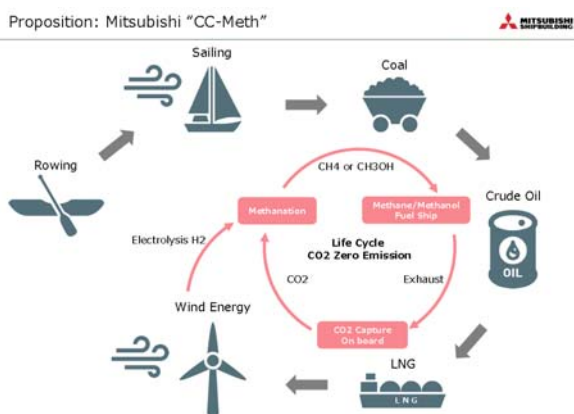 Proposition: Mitsubishi "CC-Meth"
MITSUBISHI
SHIPBUILDING
Sailing
Coal
Rowing
CH4 or CH3OH
Crude Oil
Methanation
Methane/Methanol
Fuel Ship
Electrolysis H2
Life Cycle
CO2 Zero Emission
OIL
CO2
Exhaust
Wind Energy
CO2 Capture
On board
LNG
LNG